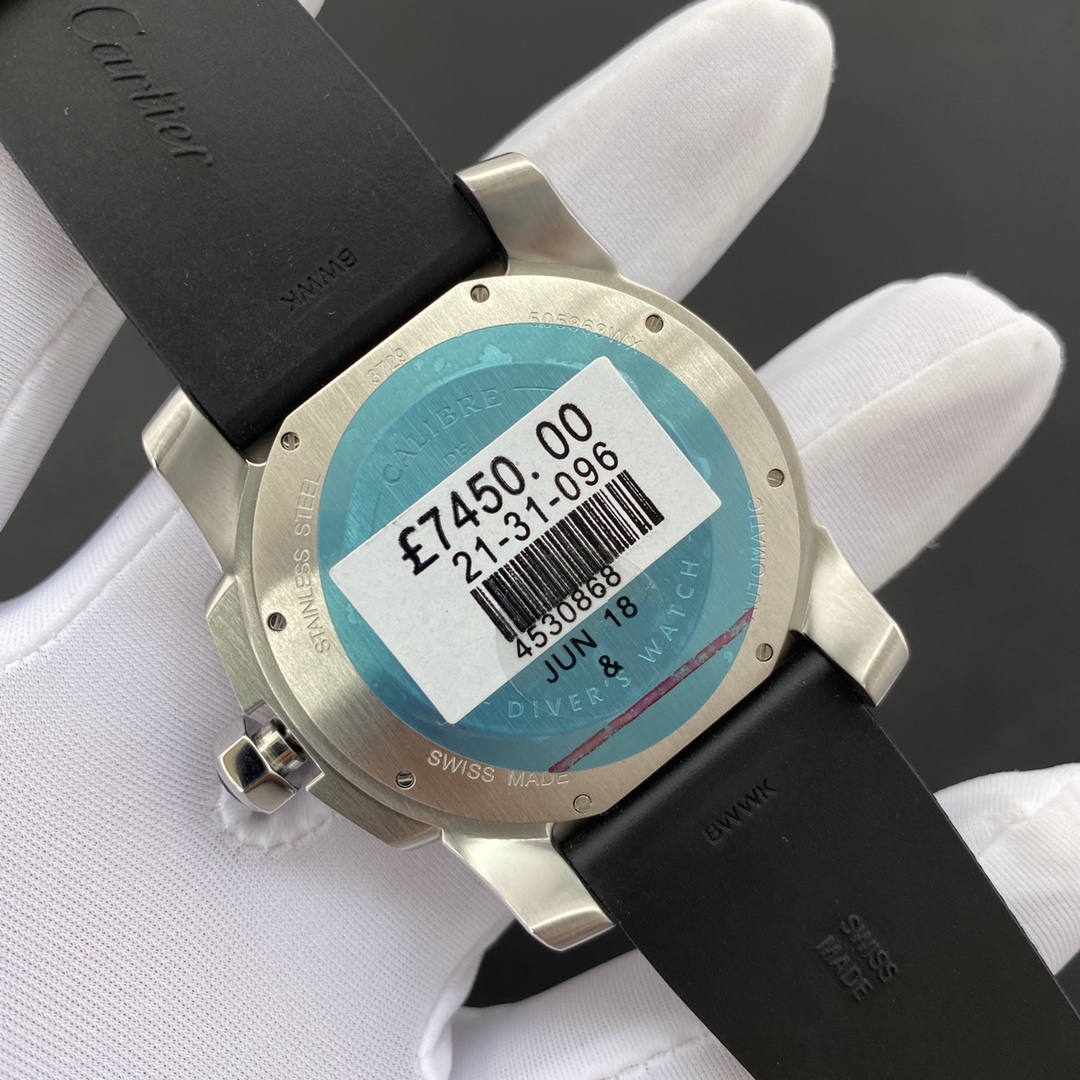 Cartier
BWWK
3729
505369WX
CALIBRE
DE
£7450.00
21-31-096
4530868
JUN 18
&
DIVER'S WATCH
STAINLESS STEEL
AUTOMATIC
SWISS MADE
BWWK
SWISS
MADE